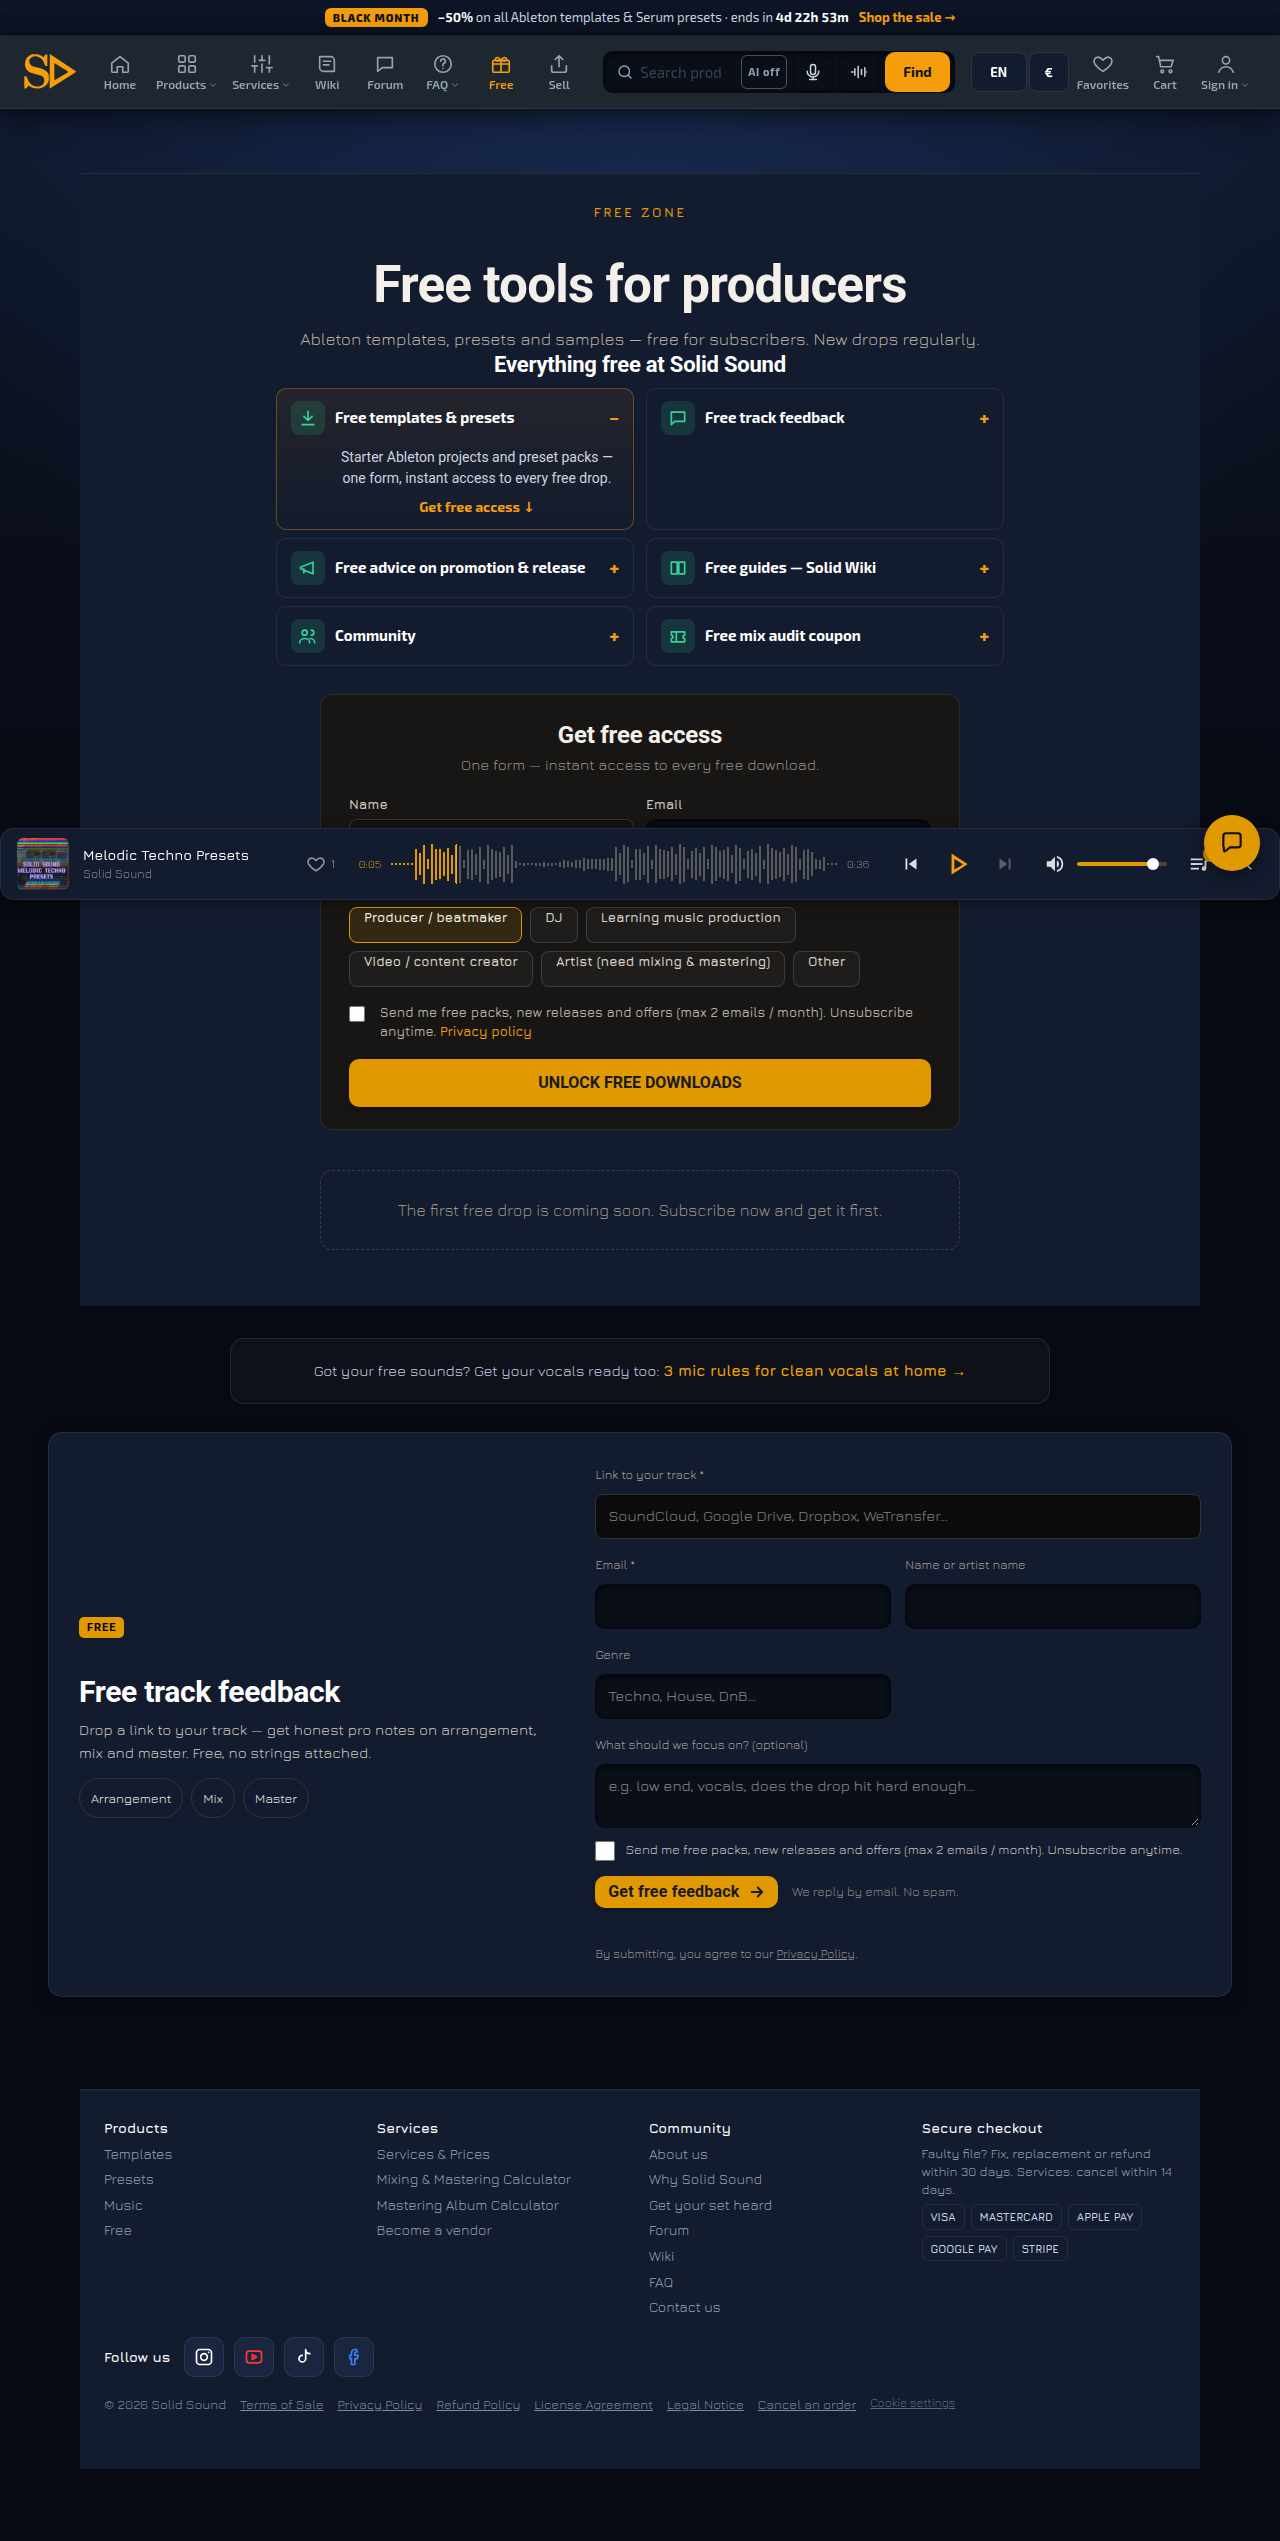 BLACK MONTH −50% on all Ableton templates & Serum presets · ends in 4d 22h 53m Shop the sale →
Home
Products
Services
Wiki
Forum
FAQ
Free
Sell
Search prod
AI off
Find
EN
€
Favorites
Cart
Sign in
FREE ZONE
Free tools for producers
Ableton templates, presets and samples — free for subscribers. New drops regularly.
Everything free at Solid Sound
Free templates & presets −
Starter Ableton projects and preset packs —
one form, instant access to every free drop.
Get free access ↓
Free track feedback +
Free advice on promotion & release +
Free guides — Solid Wiki +
Community +
Free mix audit coupon +
Get free access
One form — instant access to every free download.
Name
Email
SOLID SOUND
MELODIC TECHNO
PRESETS
Melodic Techno Presets
Solid Sound
1
0:05
0:36
Producer / beatmaker
DJ
Learning music production
Video / content creator
Artist (need mixing & mastering)
Other
Send me free packs, new releases and offers (max 2 emails / month). Unsubscribe
anytime. Privacy policy
UNLOCK FREE DOWNLOADS
The first free drop is coming soon. Subscribe now and get it first.
Got your free sounds? Get your vocals ready too: 3 mic rules for clean vocals at home →
FREE
Free track feedback
Drop a link to your track — get honest pro notes on arrangement,
mix and master. Free, no strings attached.
Arrangement
Mix
Master
Link to your track *
SoundCloud, Google Drive, Dropbox, WeTransfer...
Email *
Name or artist name
Genre
Techno, House, DnB...
What should we focus on? (optional)
e.g. low end, vocals, does the drop hit hard enough...
Send me free packs, new releases and offers (max 2 emails / month). Unsubscribe anytime.
Get free feedback →
We reply by email. No spam.
By submitting, you agree to our Privacy Policy.
Products
Templates
Presets
Music
Free
Services
Services & Prices
Mixing & Mastering Calculator
Mastering Album Calculator
Become a vendor
Community
About us
Why Solid Sound
Get your set heard
Forum
Wiki
FAQ
Contact us
Secure checkout
Faulty file? Fix, replacement or refund
within 30 days. Services: cancel within 14
days.
VISA
MASTERCARD
APPLE PAY
GOOGLE PAY
STRIPE
Follow us
© 2026 Solid Sound Terms of Sale Privacy Policy Refund Policy License Agreement Legal Notice Cancel an order Cookie settings